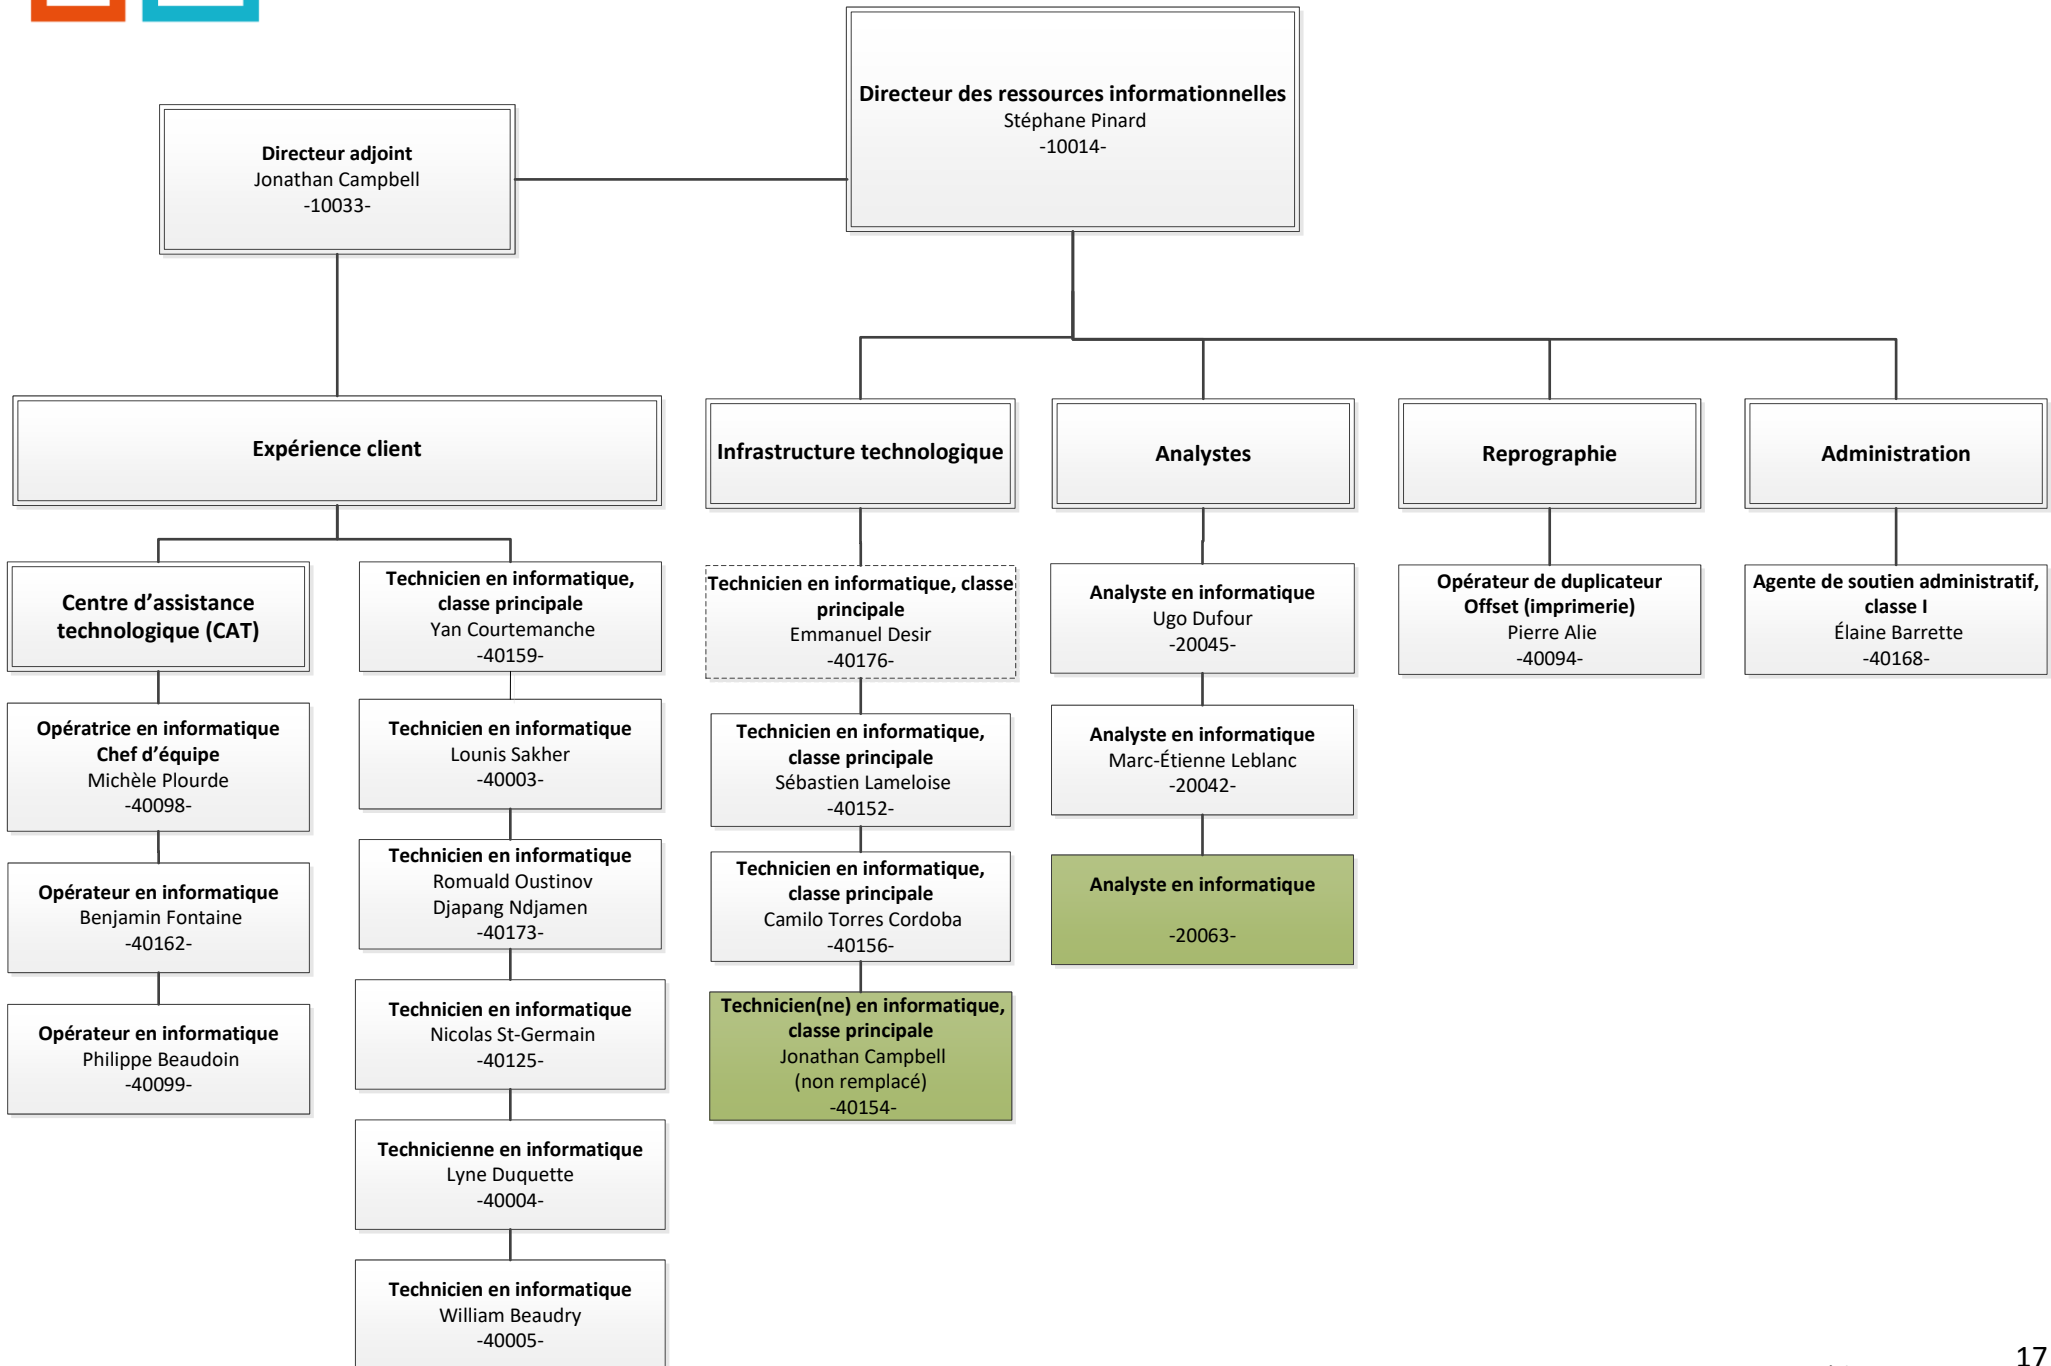 Directeur des ressources informationnelles
Stéphane Pinard
-10014-
Directeur adjoint
Jonathan Campbell
-10033-
Expérience client
Infrastructure technologique
Analystes
Reprographie
Administration
Centre d’assistance
technologique (CAT)
Opératrice en informatique
Chef d’équipe
Michèle Plourde
-40098-
Opérateur en informatique
Benjamin Fontaine
-40162-
Opérateur en informatique
Philippe Beaudoin
-40099-
Technicien en informatique,
classe principale
Yan Courtemanche
-40159-
Technicien en informatique
Lounis Sakher
-40003-
Technicien en informatique
Romuald Oustinov
Djapang Ndjamen
-40173-
Technicien en informatique
Nicolas St-Germain
-40125-
Technicienne en informatique
Lyne Duquette
-40004-
Technicien en informatique
William Beaudry
-40005-
Technicien en informatique, classe
principale
Emmanuel Desir
-40176-
Technicien en informatique,
classe principale
Sébastien Lameloise
-40152-
Technicien en informatique,
classe principale
Camilo Torres Cordoba
-40156-
Technicien(ne) en informatique,
classe principale
Jonathan Campbell
(non remplacé)
-40154-
Analyste en informatique
Ugo Dufour
-20045-
Analyste en informatique
Marc-Étienne Leblanc
-20042-
Analyste en informatique
-20063-
Opérateur de duplicateur
Offset (imprimerie)
Pierre Alie
-40094-
Agente de soutien administratif,
classe I
Élaine Barrette
-40168-
17